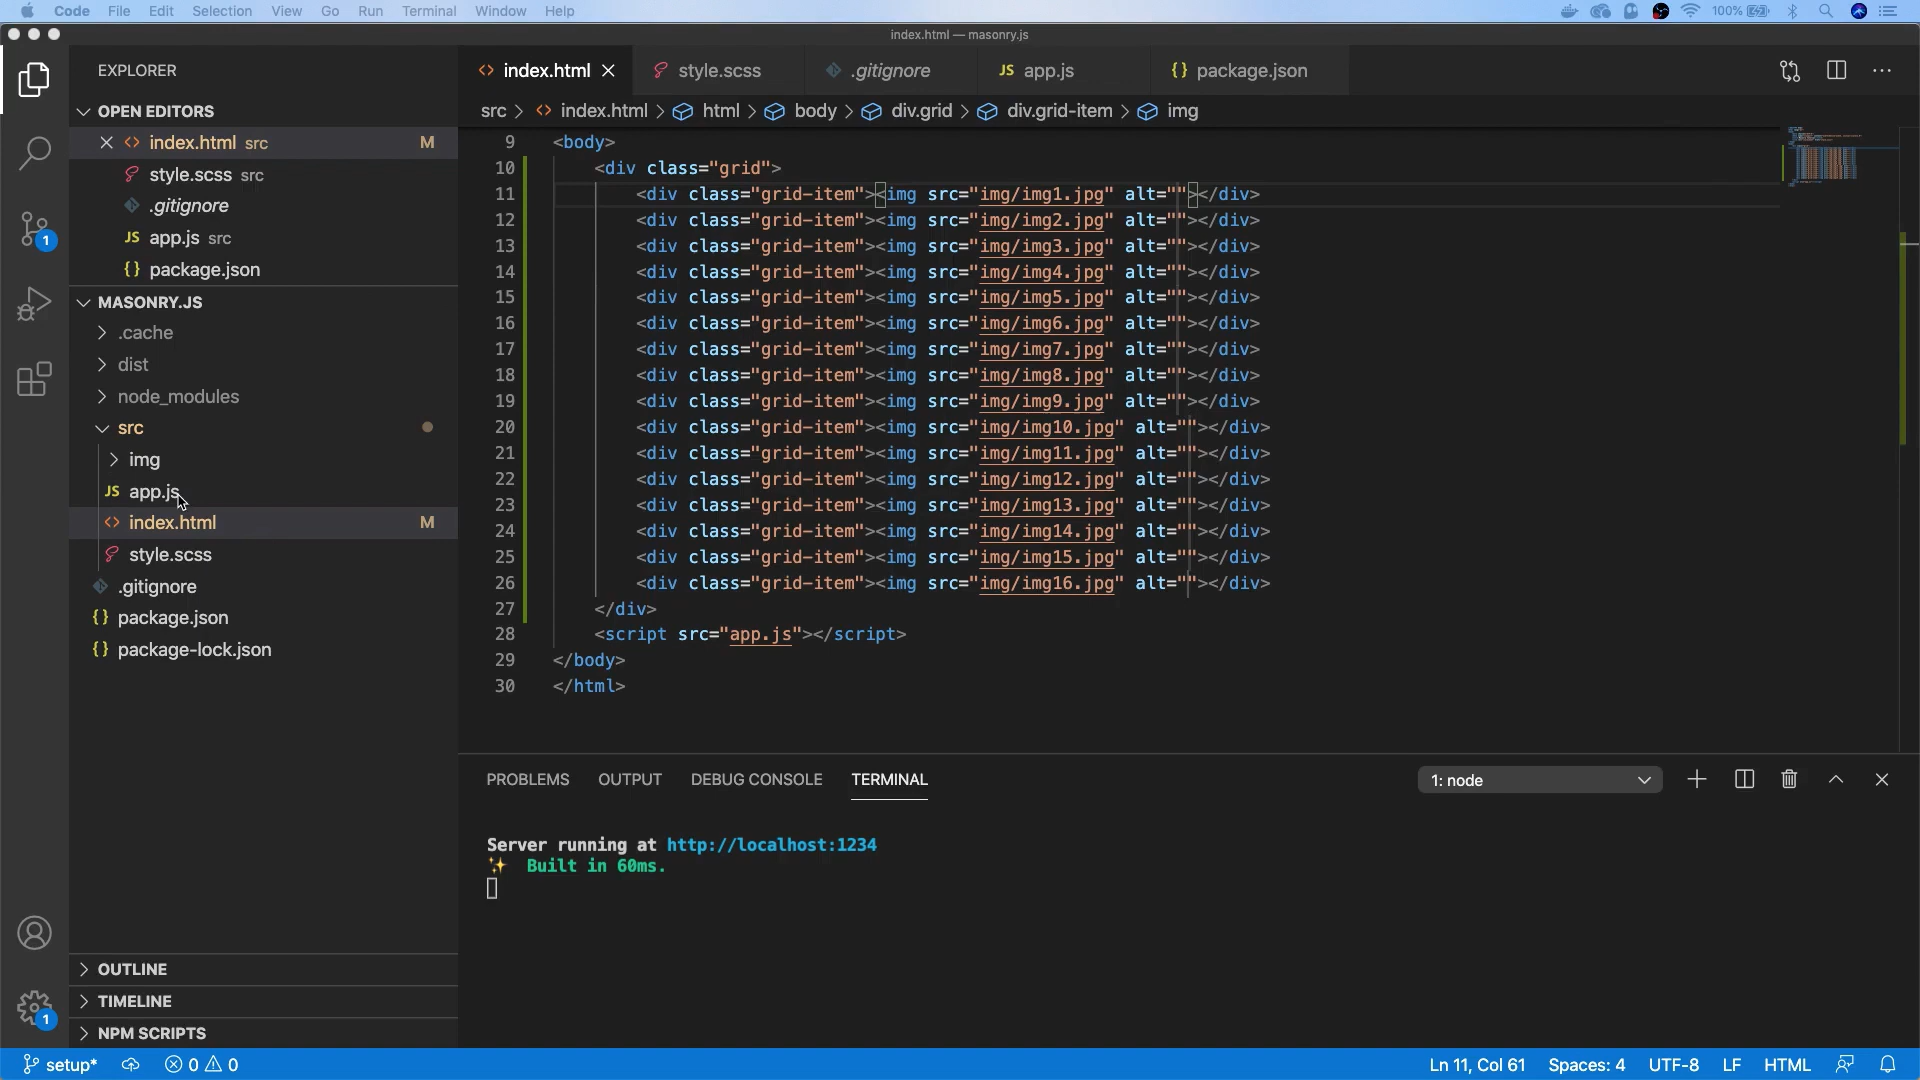 Code File Edit Selection View Go Run Terminal Window Help 100%
index.html — masonry.js
EXPLORER
OPEN EDITORS
index.html src M
style.scss src
.gitignore
JS app.js src
{} package.json
MASONRY.JS
.cache
dist
node_modules
src
img
JS app.js
index.html M
style.scss
.gitignore
{} package.json
{} package-lock.json
OUTLINE
TIMELINE
NPM SCRIPTS
1
1
index.html style.scss .gitignore JS app.js {} package.json
src > index.html > html > body > div.grid > div.grid-item > img
9 <body>
10 <div class="grid">
11 <div class="grid-item"><img src="img/img1.jpg" alt=""></div>
12 <div class="grid-item"><img src="img/img2.jpg" alt=""></div>
13 <div class="grid-item"><img src="img/img3.jpg" alt=""></div>
14 <div class="grid-item"><img src="img/img4.jpg" alt=""></div>
15 <div class="grid-item"><img src="img/img5.jpg" alt=""></div>
16 <div class="grid-item"><img src="img/img6.jpg" alt=""></div>
17 <div class="grid-item"><img src="img/img7.jpg" alt=""></div>
18 <div class="grid-item"><img src="img/img8.jpg" alt=""></div>
19 <div class="grid-item"><img src="img/img9.jpg" alt=""></div>
20 <div class="grid-item"><img src="img/img10.jpg" alt=""></div>
21 <div class="grid-item"><img src="img/img11.jpg" alt=""></div>
22 <div class="grid-item"><img src="img/img12.jpg" alt=""></div>
23 <div class="grid-item"><img src="img/img13.jpg" alt=""></div>
24 <div class="grid-item"><img src="img/img14.jpg" alt=""></div>
25 <div class="grid-item"><img src="img/img15.jpg" alt=""></div>
26 <div class="grid-item"><img src="img/img16.jpg" alt=""></div>
27 </div>
28 <script src="app.js"></script>
29 </body>
30 </html>
PROBLEMS OUTPUT DEBUG CONSOLE TERMINAL 1: node
Server running at http://localhost:1234
✨ Built in 60ms.
setup* 0 0 Ln 11, Col 61 Spaces: 4 UTF-8 LF HTML